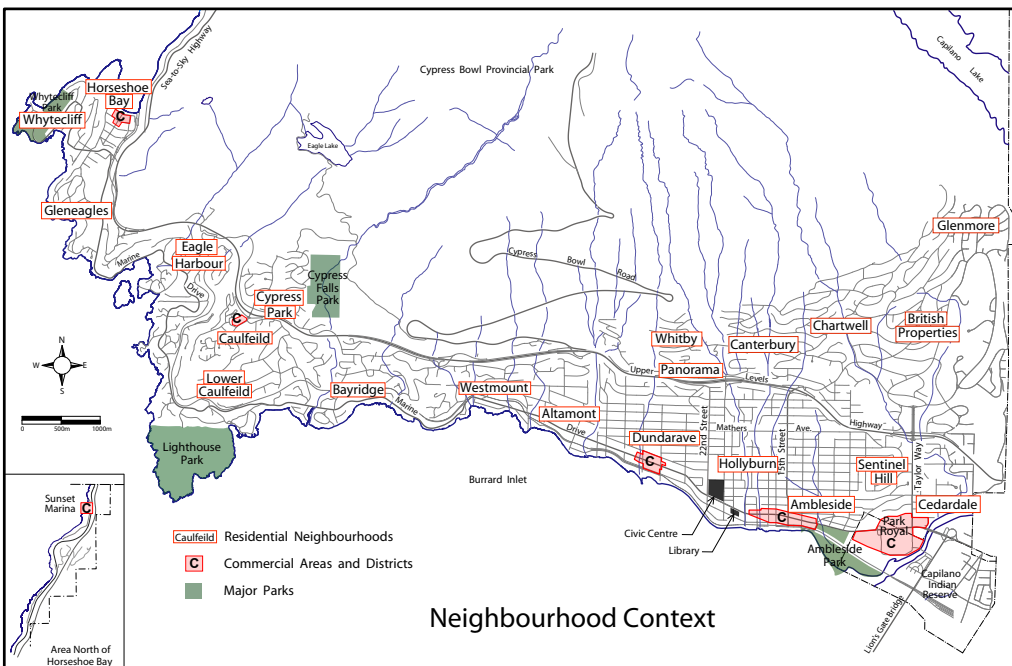 Sea-to-Sky Highway
Capilano
Lake
Cypress Bowl Provincial Park
Horseshoe
Bay
C
Whytecliff
Park
Whytecliff
Eagle Lake
Gleneagles
Glenmore
Eagle
Harbour
Marine
Drive
Cypress
Falls
Park
Cypress Bowl Road
Cypress
Park
C
Caulfeild
British
Properties
Chartwell
Whitby
Canterbury
N
W E
S
Upper Levels Highway
Panorama
Lower
Caulfeild
Bayridge
Marine
Drive
Westmount
Altamont
0 500m 1000m
22nd Street
Mathers Ave.
15th Street
Taylor Way
Dundarave
C
Lighthouse
Park
Hollyburn
Sentinel
Hill
Burrard Inlet
Ambleside
C
Cedardale
Park
Royal
C
Sunset
Marina
C
Civic Centre
Library
Ambleside
Park
Capilano
Indian
Reserve
Lion's Gate Bridge
Caulfeild Residential Neighbourhoods
C Commercial Areas and Districts
Major Parks
Neighbourhood Context
Area North of
Horseshoe Bay